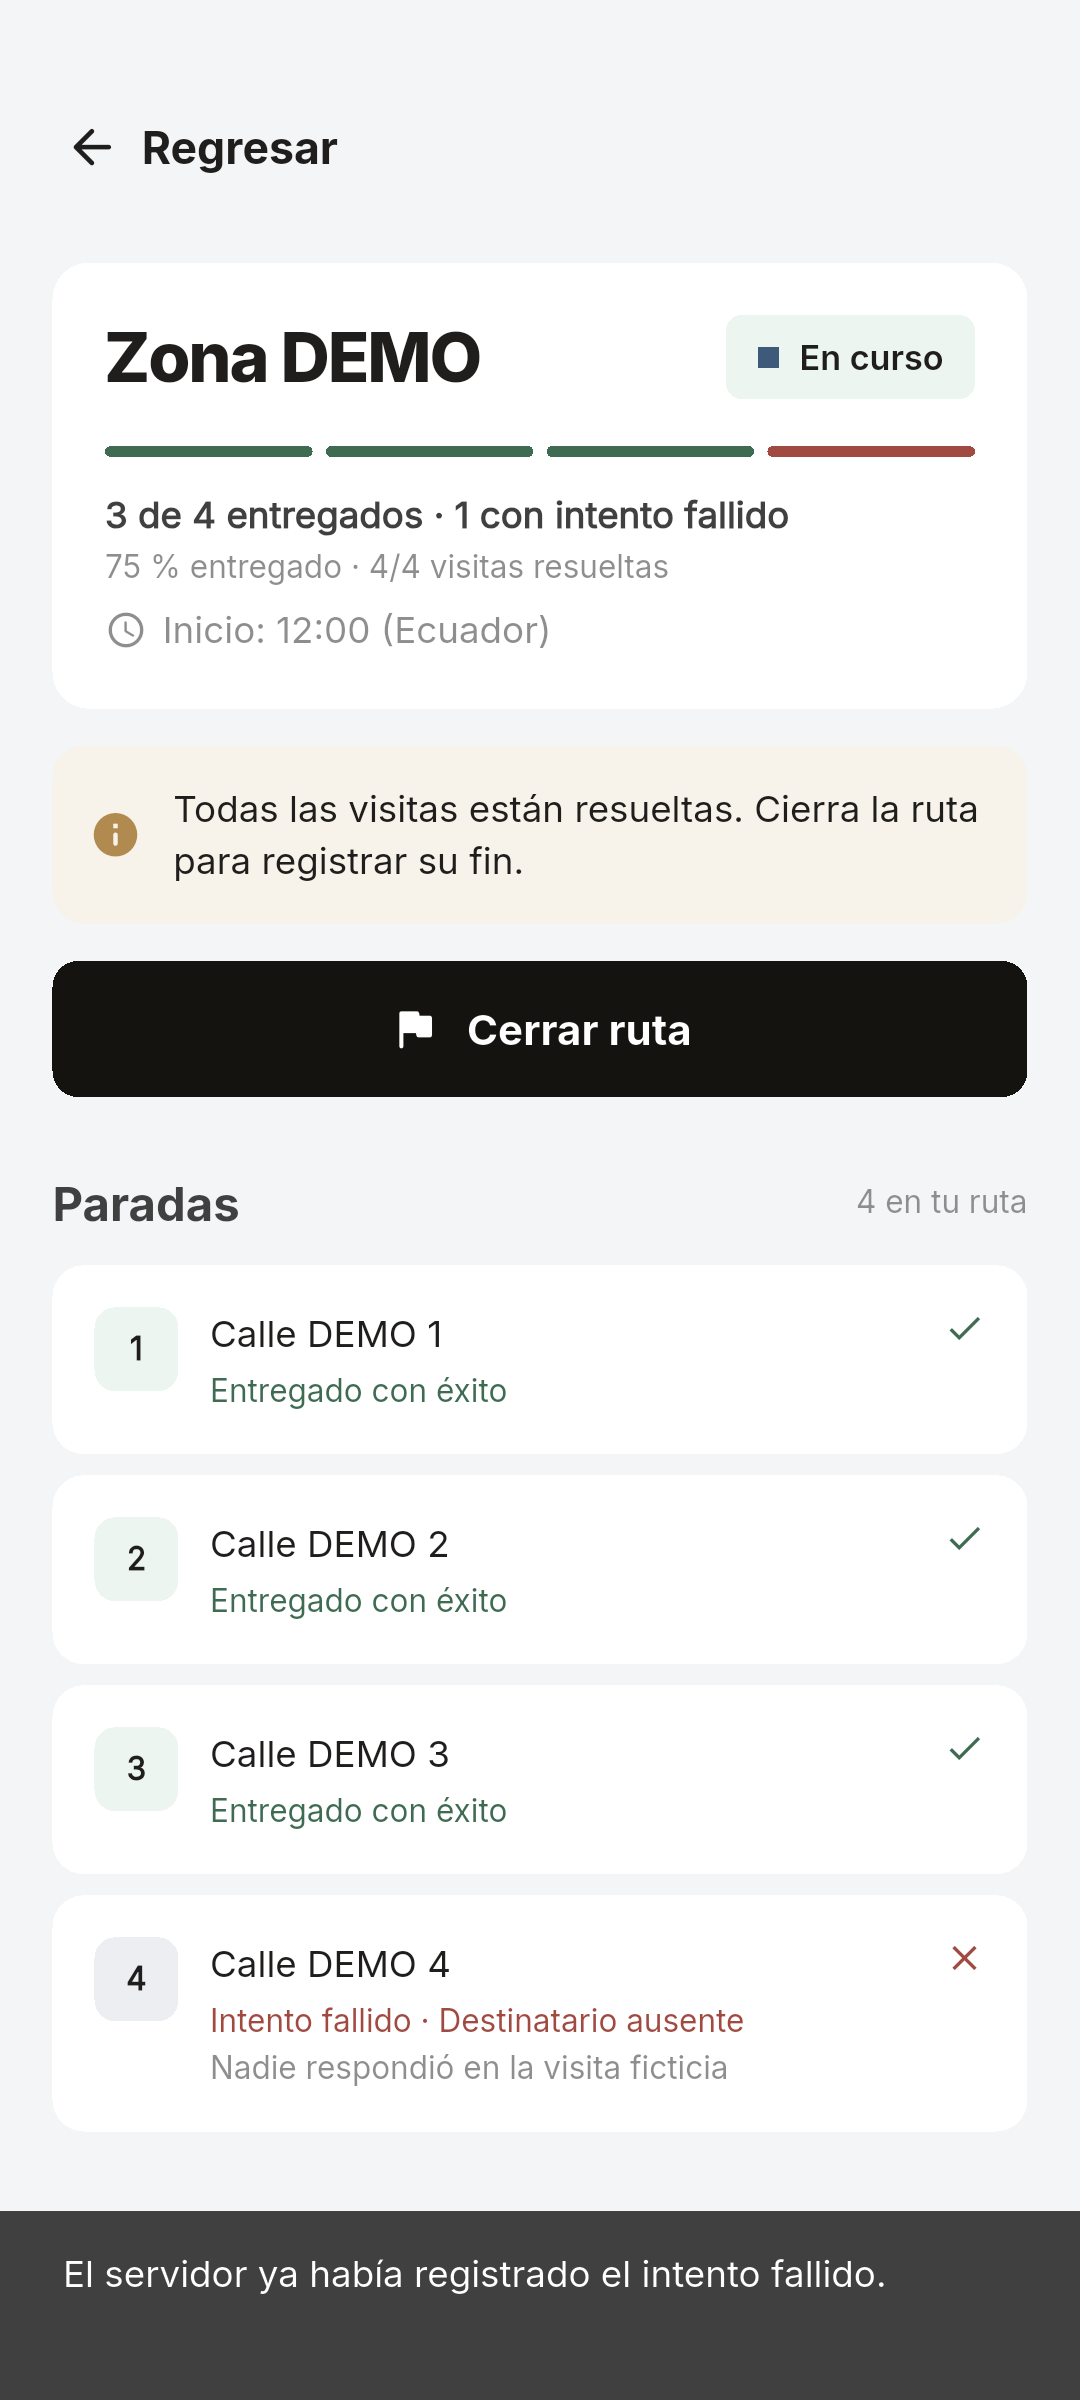 Regresar
Zona DEMO
En curso
3 de 4 entregados · 1 con intento fallido
75 % entregado · 4/4 visitas resueltas
Inicio: 12:00 (Ecuador)
Todas las visitas están resueltas. Cierra la ruta
para registrar su fin.
Cerrar ruta
Paradas
4 en tu ruta
1
Calle DEMO 1
Entregado con éxito
2
Calle DEMO 2
Entregado con éxito
3
Calle DEMO 3
Entregado con éxito
4
Calle DEMO 4
Intento fallido · Destinatario ausente
Nadie respondió en la visita ficticia
El servidor ya había registrado el intento fallido.